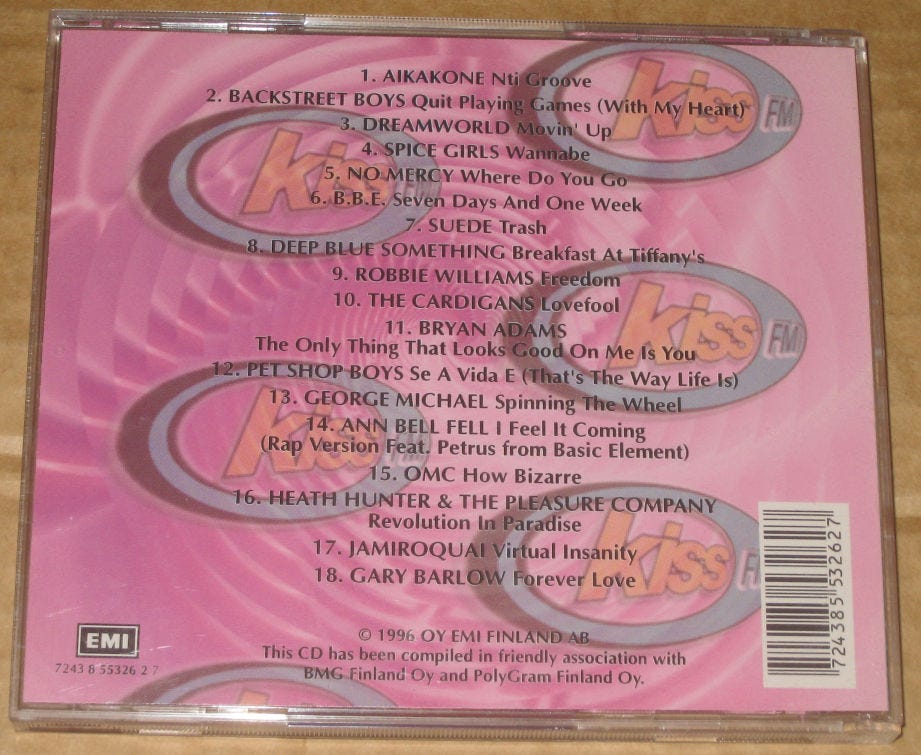 1. AIKAKONE Nti Groove
2. BACKSTREET BOYS Quit Playing Games (With My Heart)
3. DREAMWORLD Movin' Up
4. SPICE GIRLS Wannabe
5. NO MERCY Where Do You Go
6. B.B.E. Seven Days And One Week
7. SUEDE Trash
8. DEEP BLUE SOMETHING Breakfast At Tiffany's
9. ROBBIE WILLIAMS Freedom
10. THE CARDIGANS Lovefool
11. BRYAN ADAMS
The Only Thing That Looks Good On Me Is You
12. PET SHOP BOYS Se A Vida E (That's The Way Life Is)
13. GEORGE MICHAEL Spinning The Wheel
14. ANN BELL FELL I Feel It Coming
(Rap Version Feat. Petrus from Basic Element)
15. OMC How Bizarre
16. HEATH HUNTER & THE PLEASURE COMPANY
Revolution In Paradise
17. JAMIROQUAI Virtual Insanity
18. GARY BARLOW Forever Love
kiss FM
kiss FM
kiss FM
kiss FM
kiss FM
EMI
7243 8 55326 2 7
© 1996 OY EMI FINLAND AB
This CD has been compiled in friendly association with
BMG Finland Oy and PolyGram Finland Oy.
7 24385 53262 7